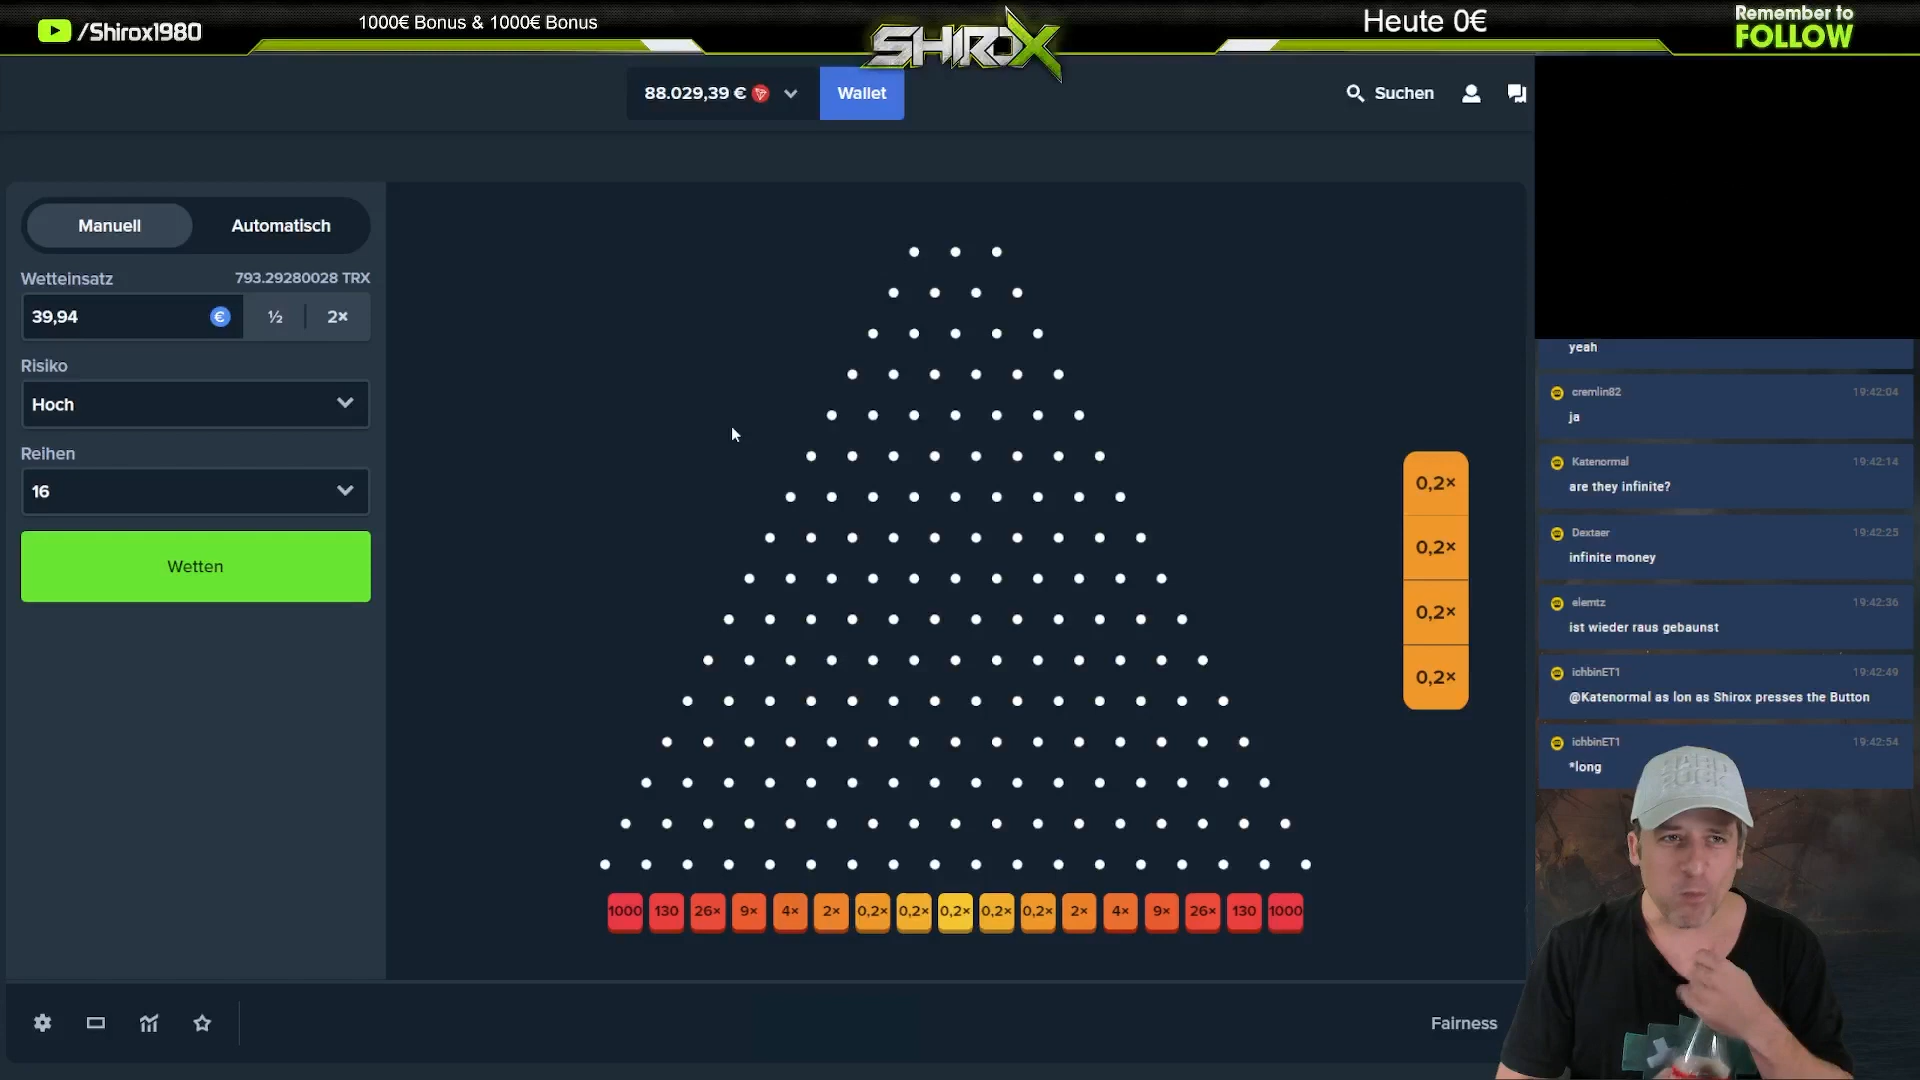 /Shirox1980
1000€ Bonus & 1000€ Bonus
SHIROX
Heute 0€
Remember to
FOLLOW
88.029,39 €
Wallet
Suchen
Manuell
Automatisch
Wetteinsatz
793.29280028 TRX
39,94
€
½
2×
Risiko
Hoch
Reihen
16
Wetten
0,2×
0,2×
0,2×
0,2×
1000 130 26× 9× 4× 2× 0,2× 0,2× 0,2× 0,2× 0,2× 2× 4× 9× 26× 130 1000
Fairness
yeah
cremlin82 19:42:04
ja
Katenormal 19:42:14
are they infinite?
Dextaer 19:42:25
infinite money
elemtz 19:42:36
ist wieder raus gebaunst
ichbinET1 19:42:49
@Katenormal as lon as Shirox presses the Button
ichbinET1 19:42:54
*long